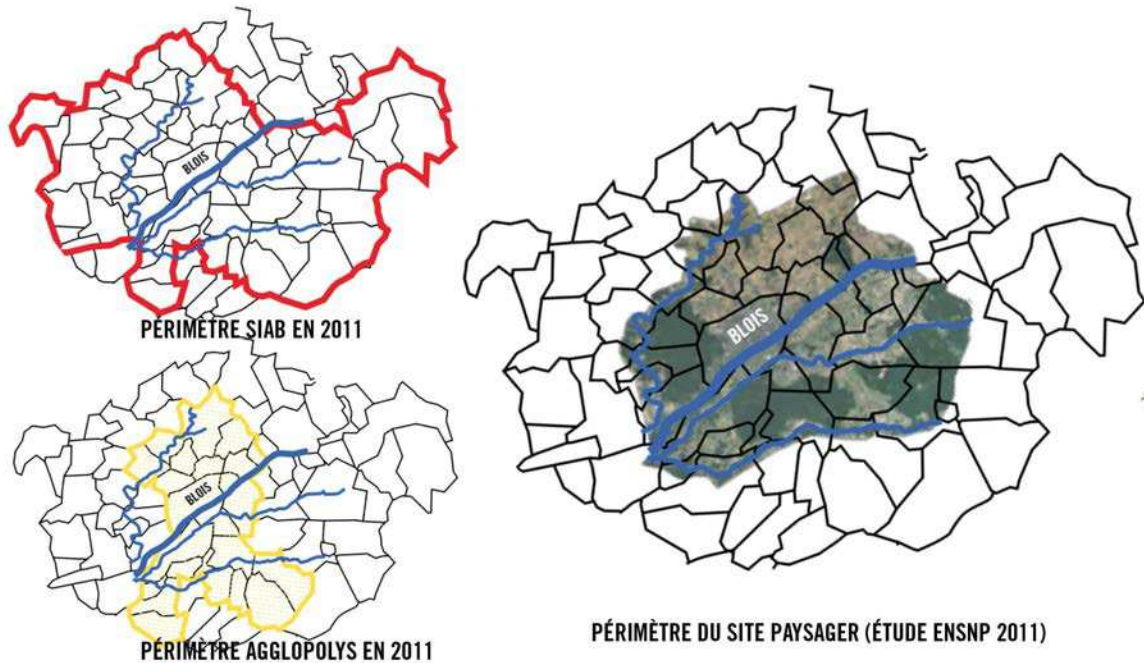 BLOIS
PÉRIMÈTRE SIAB EN 2011
BLOIS
PÉRIMÈTRE AGGLOPOLYS EN 2011
BLOIS
PÉRIMÈTRE DU SITE PAYSAGER (ÉTUDE ENSNP 2011)